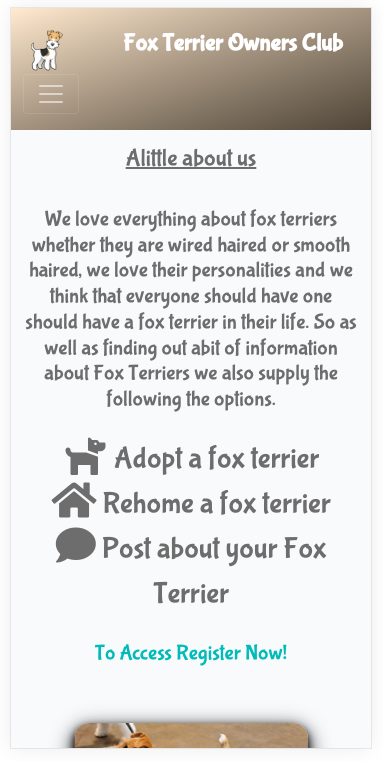 Fox Terrier Owners Club
Alittle about us
We love everything about fox terriers
whether they are wired haired or smooth
haired, we love their personalities and we
think that everyone should have one
should have a fox terrier in their life. So as
well as finding out abit of information
about Fox Terriers we also supply the
following the options.
Adopt a fox terrier
Rehome a fox terrier
Post about your Fox
Terrier
To Access Register Now!